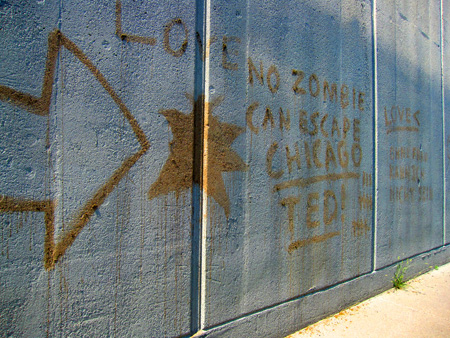 LOVE
NO ZOMBIE
CAN ESCAPE
CHICAGO
TED!
LOVES